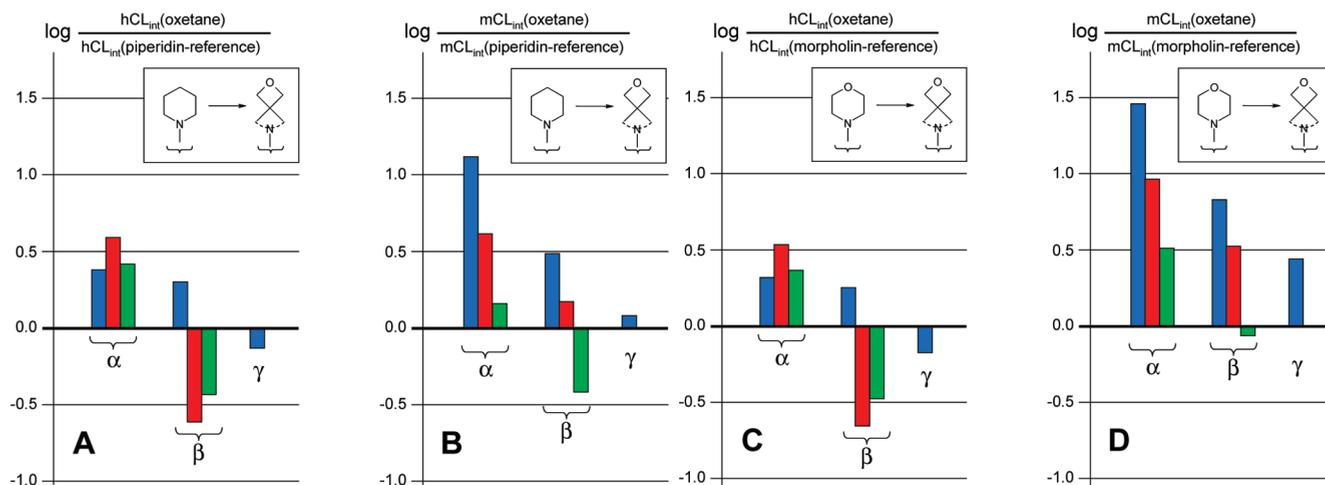 log hCLint(oxetane)
hCLint(piperidin-reference)
1.5
1.0
0.5
0.0
-0.5
-1.0
O
N
N
α
β
γ
A
log mCLint(oxetane)
mCLint(piperidin-reference)
1.5
1.0
0.5
0.0
-0.5
-1.0
O
N
N
α
β
γ
B
log hCLint(oxetane)
hCLint(morpholin-reference)
1.5
1.0
0.5
0.0
-0.5
-1.0
O
O
N
N
α
β
γ
C
log mCLint(oxetane)
mCLint(morpholin-reference)
1.5
1.0
0.5
0.0
-0.5
-1.0
O
O
N
N
α
β
γ
D